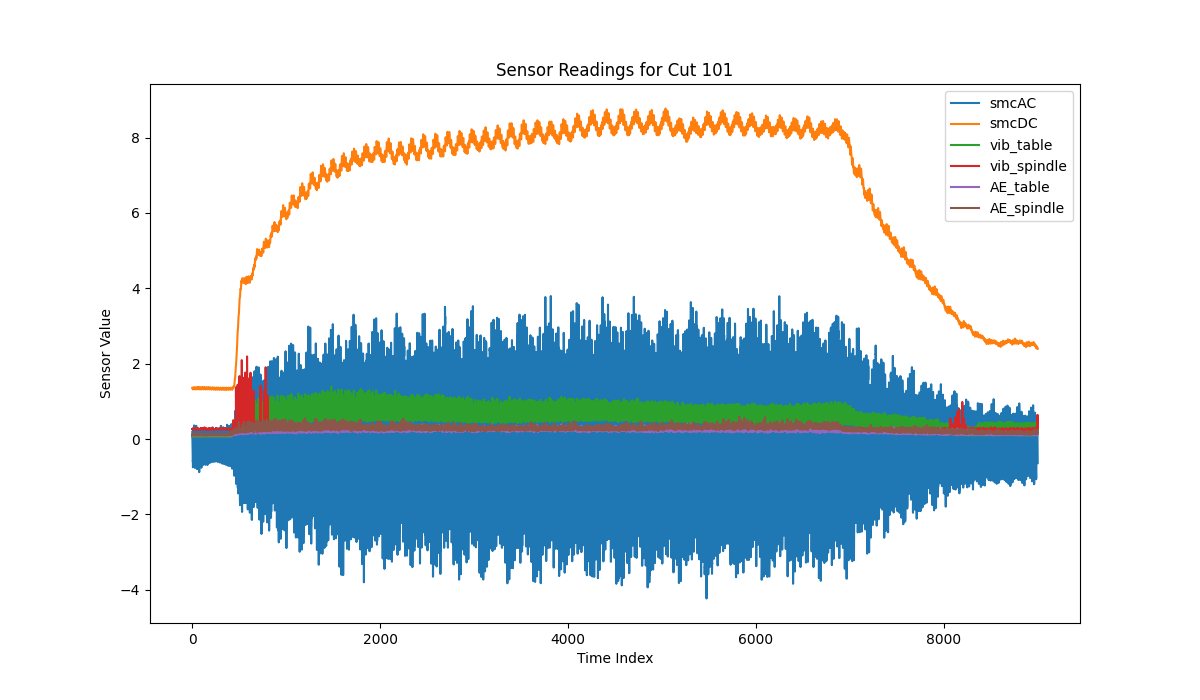 Sensor Readings for Cut 101
smcAC
smcDC
vib_table
vib_spindle
AE_table
AE_spindle
8
6
4
2
0
−2
−4
Sensor Value
0 2000 4000 6000 8000
Time Index